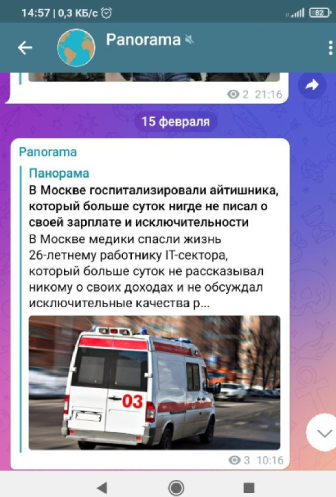 14:57 | 0,3 КБ/с
82
Panorama
2 21:16
15 февраля
Panorama
Панорама
В Москве госпитализировали айтишника,
который больше суток нигде не писал о
своей зарплате и исключительности
В Москве медики спасли жизнь
26-летнему работнику IT-сектора,
который больше суток не рассказывал
никому о своих доходах и не обсуждал
исключительные качества р...
03
3 10:16